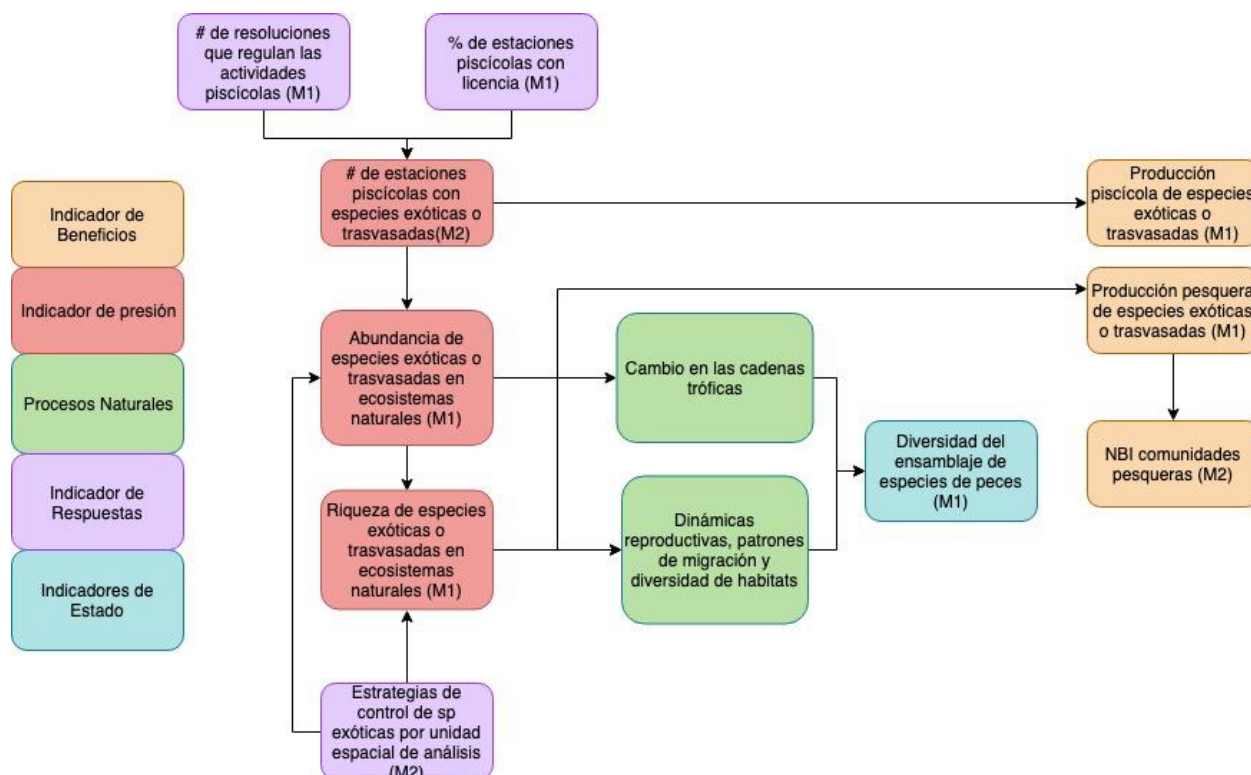 # de resoluciones
que regulan las
actividades
piscícolas (M1)
% de estaciones
piscícolas con
licencia (M1)
# de estaciones
piscícolas con
especies exóticas o
trasvasadas(M2)
Producción
piscícola de especies
exóticas o
trasvasadas (M1)
Indicador de
Beneficios
Indicador de presión
Procesos Naturales
Indicador de
Respuestas
Indicadores de
Estado
Abundancia de
especies exóticas o
trasvasadas en
ecosistemas
naturales (M1)
Cambio en las cadenas
tróficas
Producción pesquera
de especies exóticas
o trasvasadas (M1)
Diversidad del
ensamblaje de
especies de peces
(M1)
NBI comunidades
pesqueras (M2)
Riqueza de especies
exóticas o
trasvasadas en
ecosistemas
naturales (M1)
Dinámicas
reproductivas, patrones
de migración y
diversidad de habitats
Estrategias de
control de sp
exóticas por unidad
espacial de análisis
(M2)